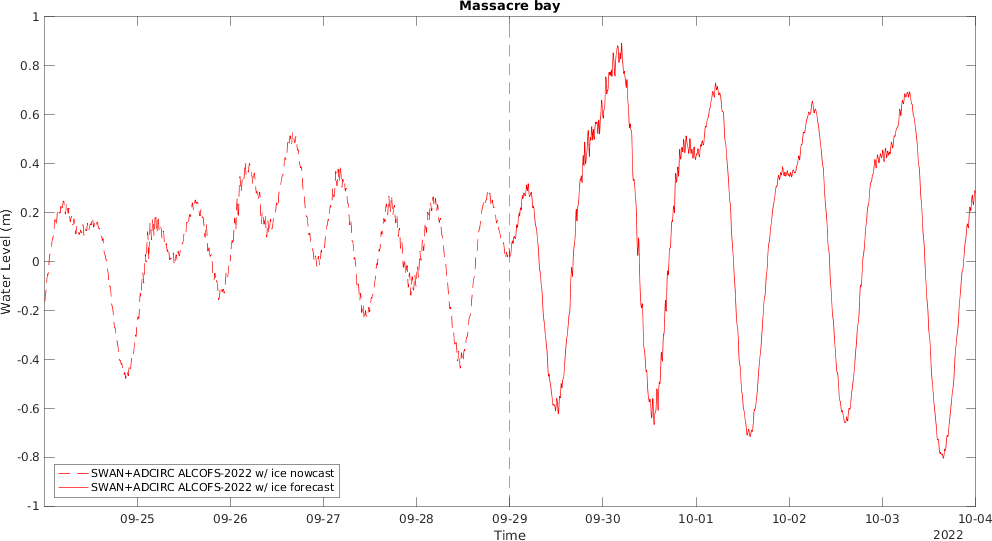 Massacre bay
1
0.8
0.6
0.4
0.2
0
-0.2
-0.4
-0.6
-0.8
-1
Water Level (m)
SWAN+ADCIRC ALCOFS-2022 w/ ice nowcast
SWAN+ADCIRC ALCOFS-2022 w/ ice forecast
09-25 09-26 09-27 09-28 09-29 09-30 10-01 10-02 10-03 10-04
Time
2022